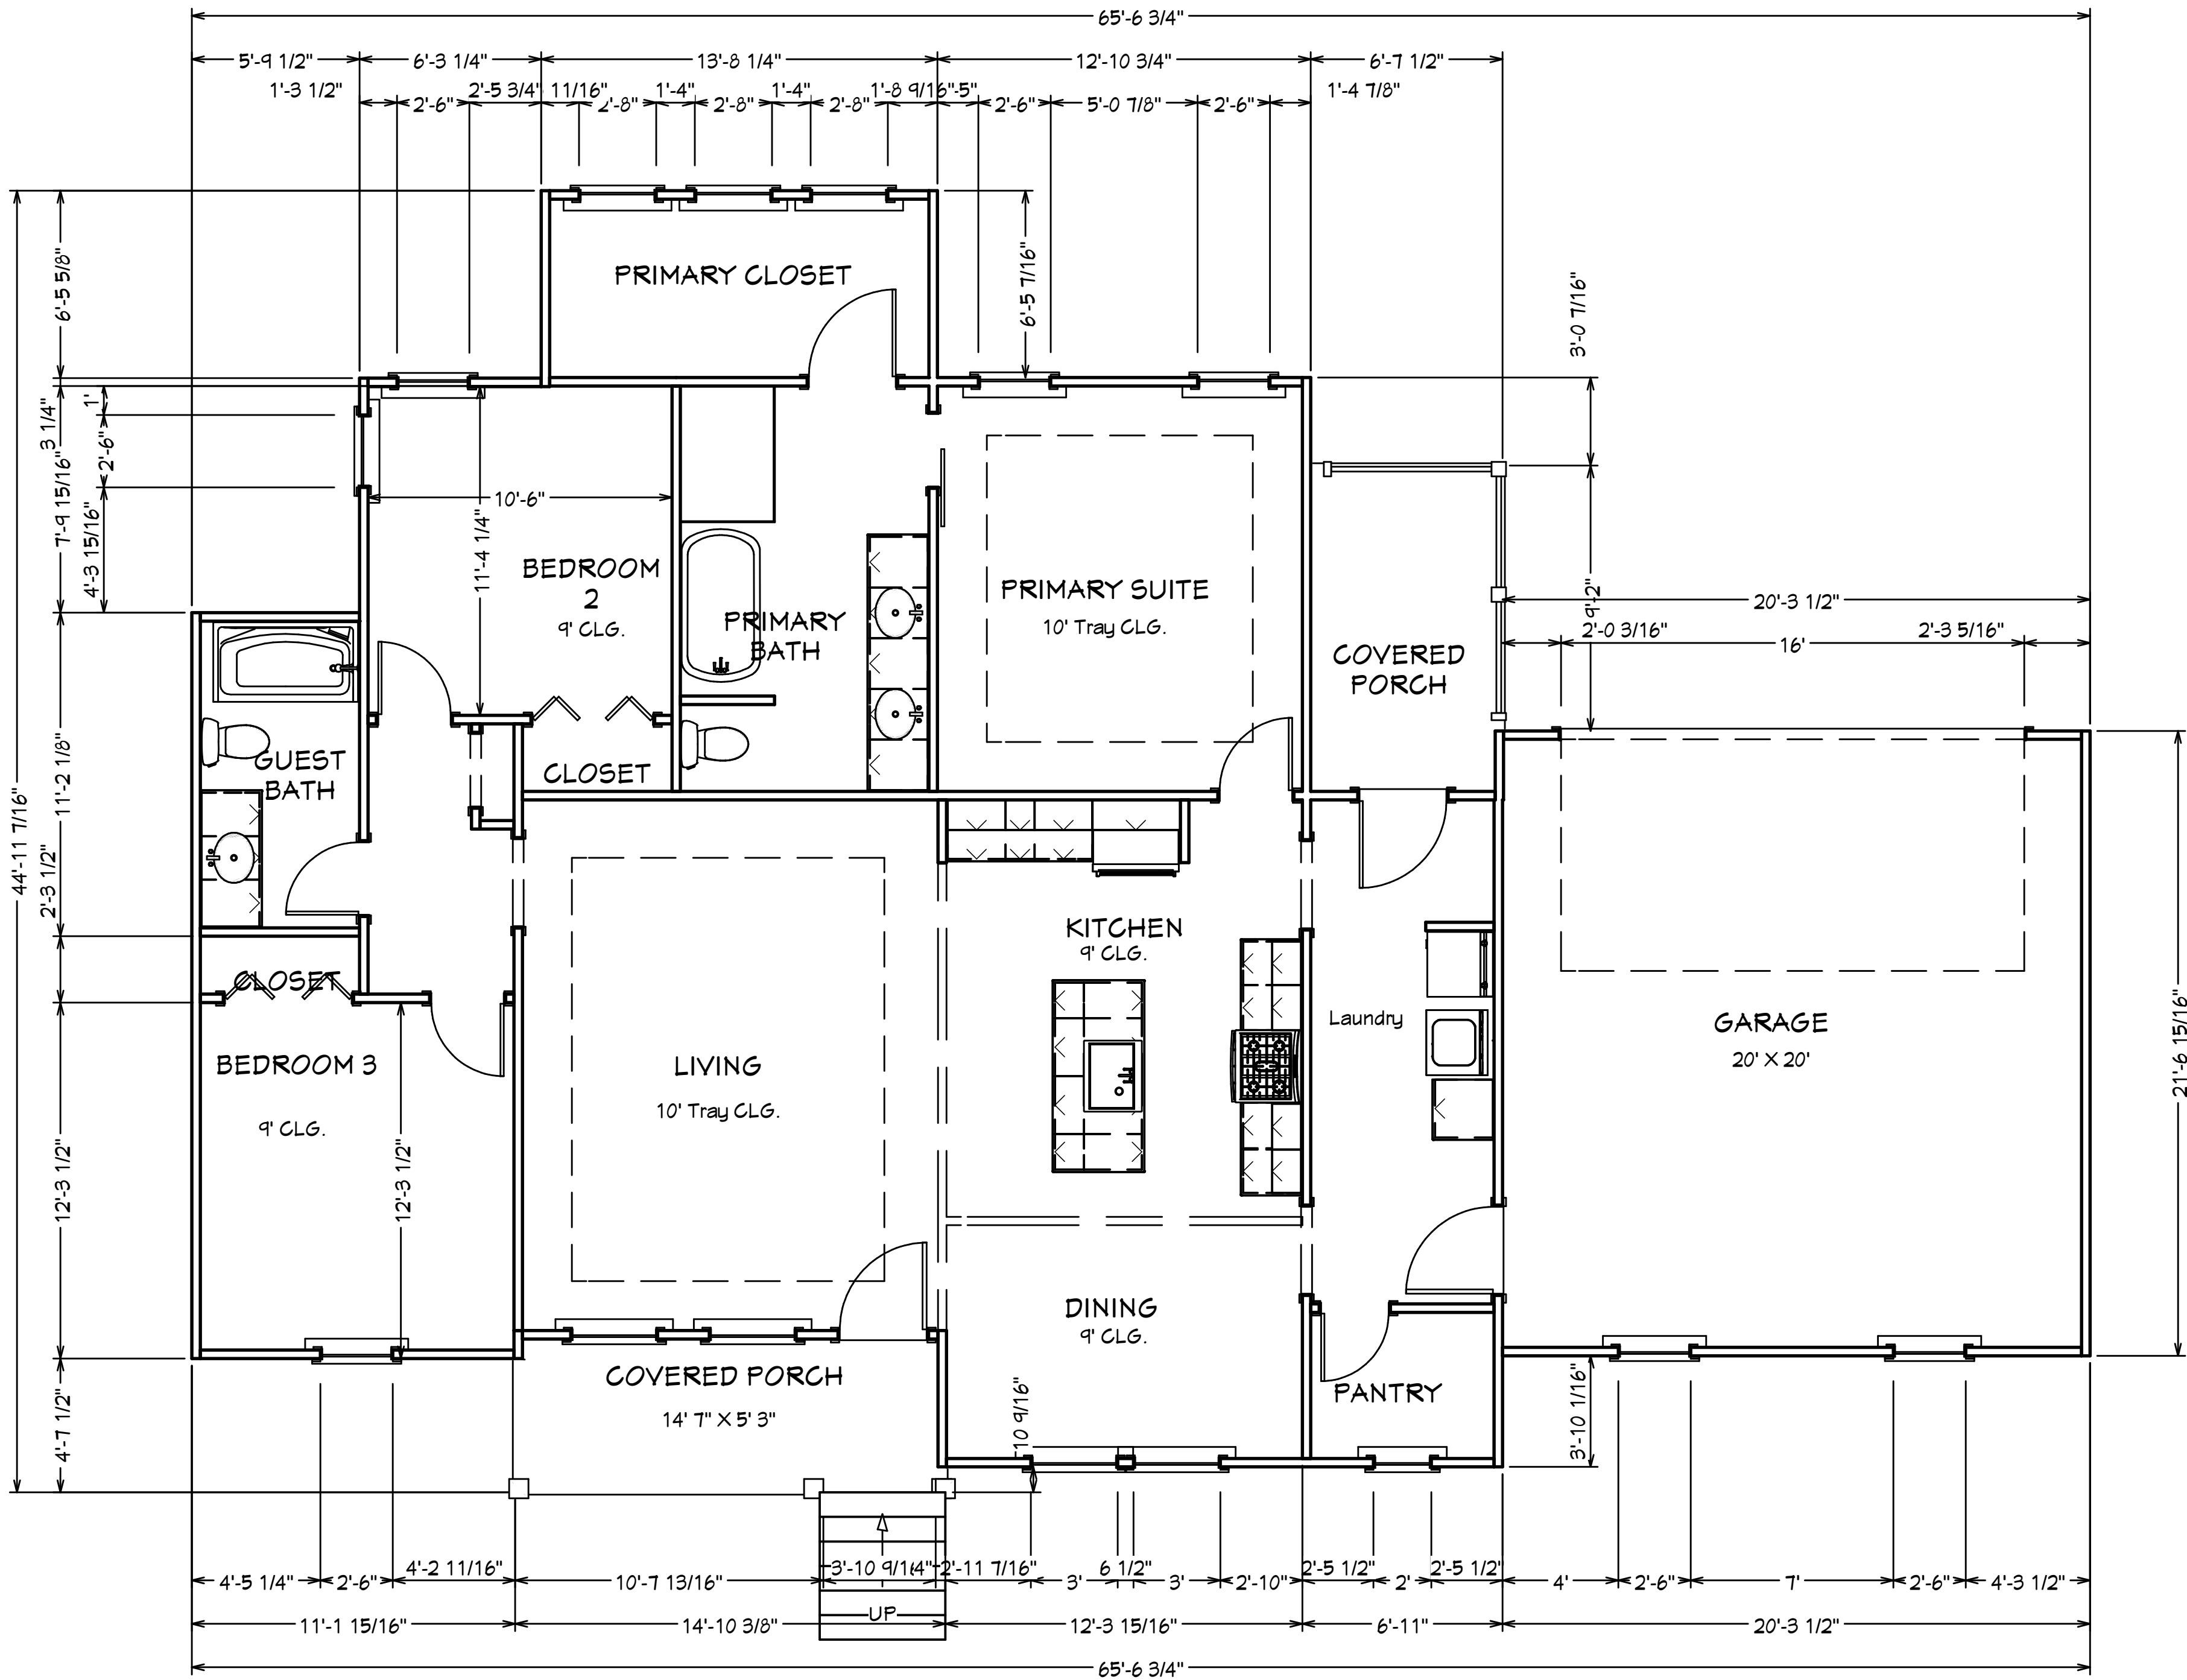 65'-6 3/4"
5'-9 1/2" 6'-3 1/4" 13'-8 1/4" 12'-10 3/4" 6'-7 1/2"
1'-3 1/2" 2'-5 3/4" 11/16" 1'-4" 1'-4" 1'-8 9/16" 1'-4 7/8"
2'-6" 2'-8" 2'-8" 2'-8" 2'-6" 5'-0 7/8" 2'-6"
6'-5 5/8"
PRIMARY CLOSET
6'-5 7/16"
3'-0 7/16"
3 1/4"
1'
2'-6"
7'-9 15/16"
4'-3 15/16"
10'-6"
11'-4 1/4"
BEDROOM
2
9' CLG.
PRIMARY
BATH
PRIMARY SUITE
10' Tray CLG.
9'-2"
20'-3 1/2"
2'-0 3/16" 2'-3 5/16"
16'
COVERED
PORCH
11'-2 1/8"
GUEST
BATH
CLOSET
44'-11 7/16"
2'-3 1/2"
KITCHEN
9' CLG.
CLOSET
Laundry
GARAGE
20' X 20'
21'-6 15/16"
BEDROOM 3
9' CLG.
LIVING
10' Tray CLG.
12'-3 1/2"
12'-3 1/2"
DINING
9' CLG.
COVERED PORCH
14' 7" X 5' 3"
PANTRY
4'-7 1/2"
10 9/16"
3'-10 1/16"
4'-2 11/16" 3'-10 9/16" 4" 2'-11 7/16" 6 1/2" 2'-5 1/2" 2'-5 1/2"
4'-5 1/4" 2'-6" 10'-7 13/16" 3' 3' 2'-10" 2' 4' 2'-6" 7' 2'-6" 4'-3 1/2"
UP
11'-1 15/16" 14'-10 3/8" 12'-3 15/16" 6'-11" 20'-3 1/2"
65'-6 3/4"